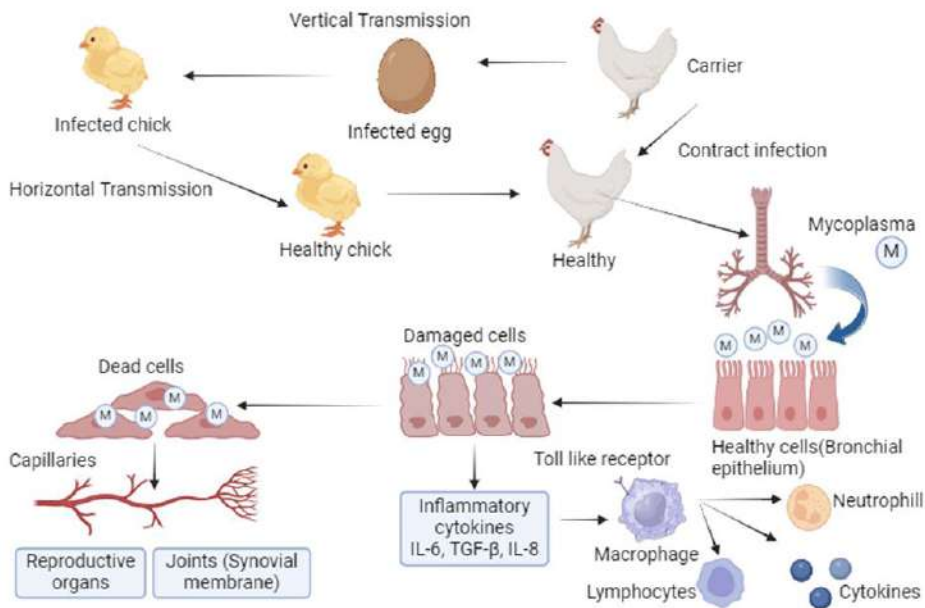 Vertical Transmission
Carrier
Infected chick
Infected egg
Contract infection
Horizontal Transmission
Healthy chick
Healthy
Mycoplasma
M
Damaged cells
M
M
M
M
M
M
M
M
Dead cells
M
M
M
M
Healthy cells(Bronchial
epithelium)
Capillaries
Toll like receptor
Inflammatory
cytokines
IL-6, TGF-β, IL-8
Neutrophill
Macrophage
Reproductive
organs
Joints (Synovial
membrane)
Lymphocytes
Cytokines